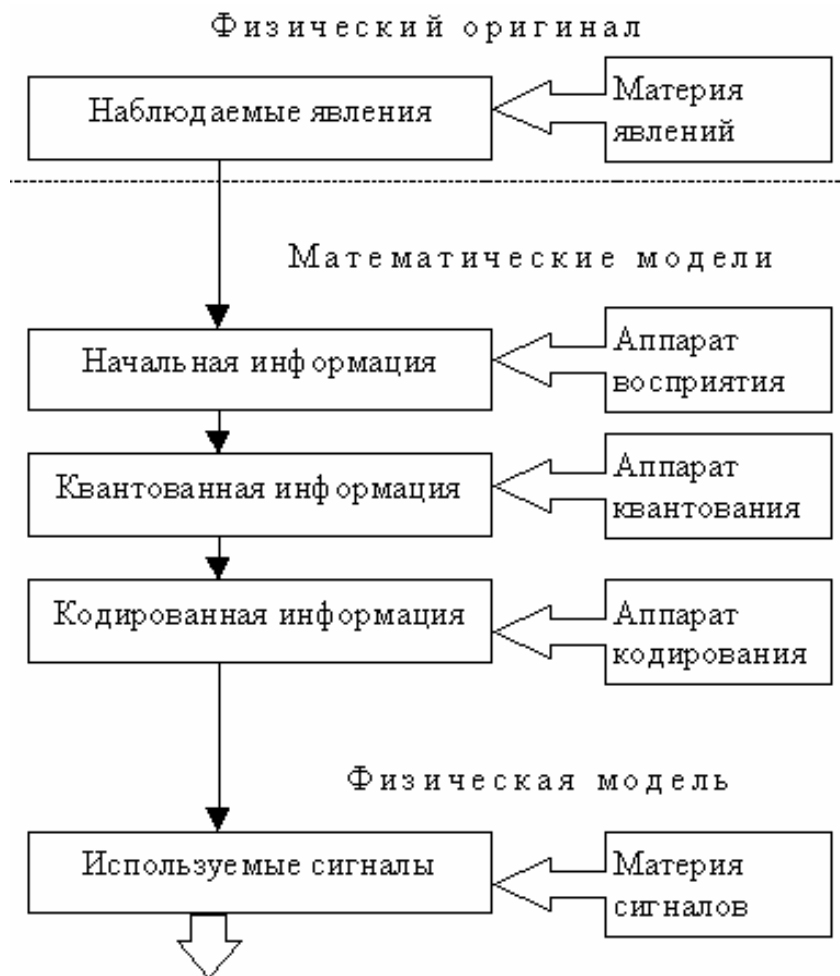 Физический оригинал
Наблюдаемые явления
Материя
явлений
Математические модели
Начальная информация
Аппарат
восприятия
Квантованная информация
Аппарат
квантования
Кодированная информация
Аппарат
кодирования
Физическая модель
Используемые сигналы
Материя
сигналов